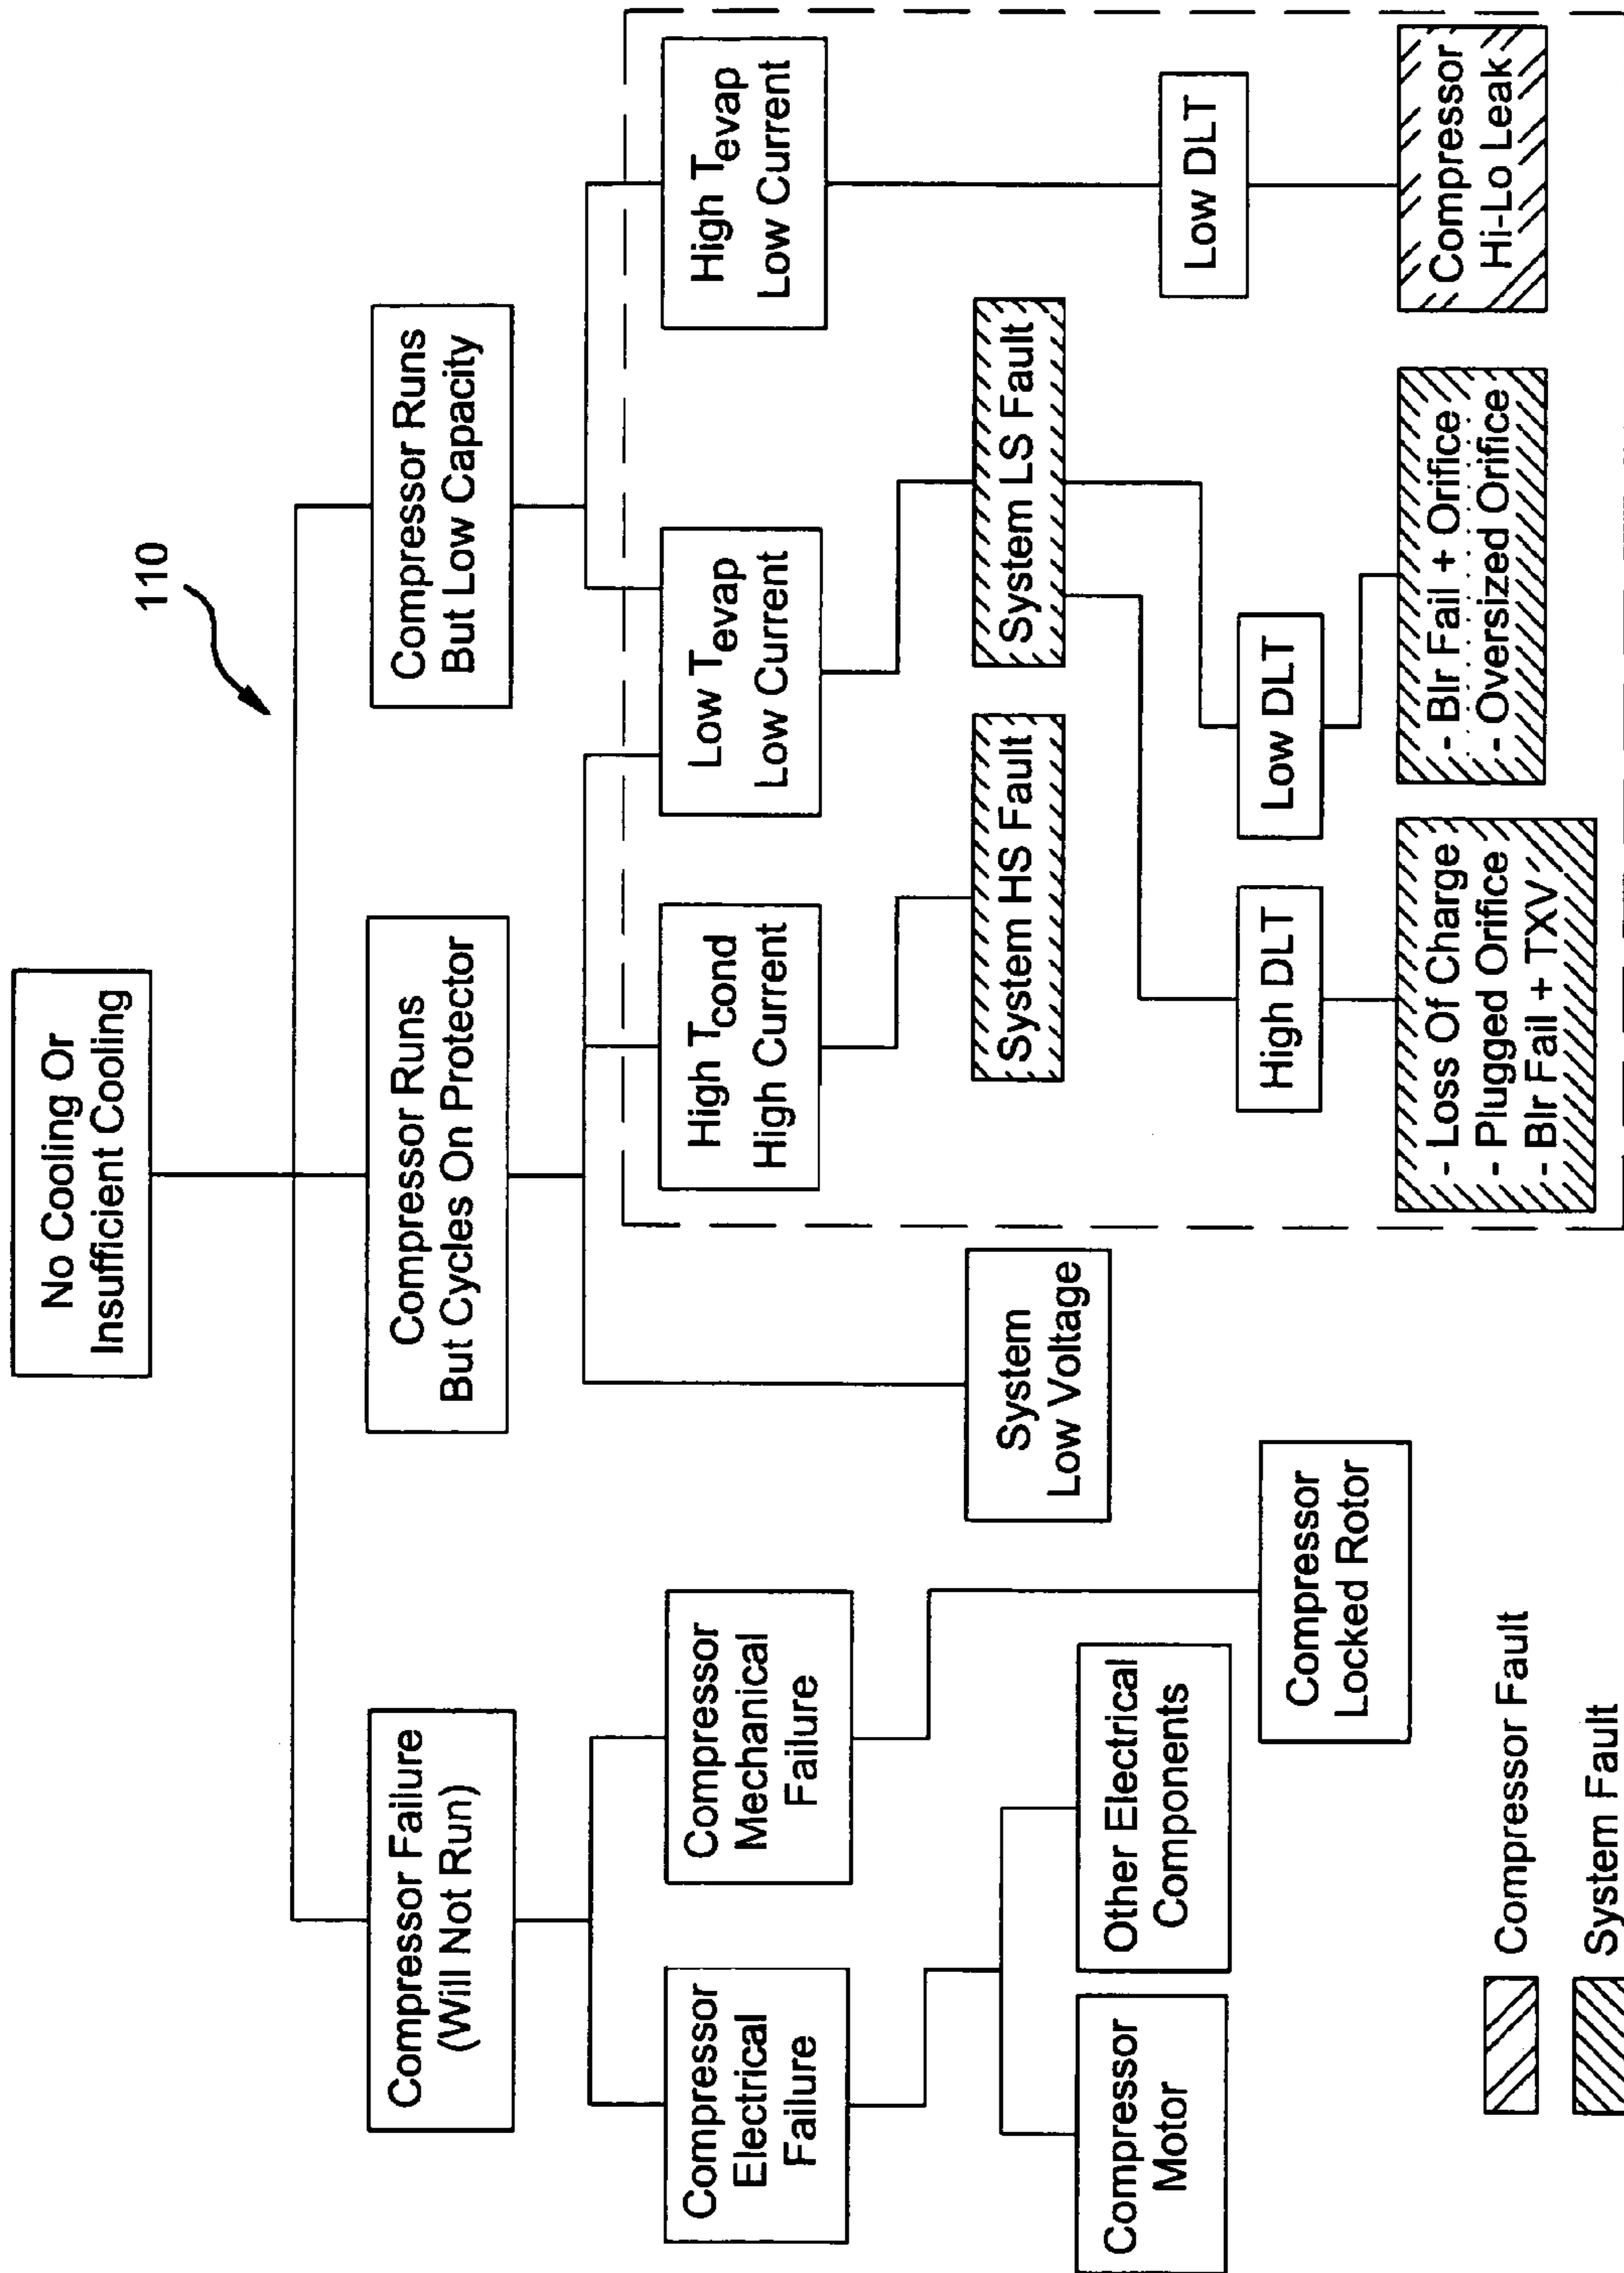 110
No Cooling Or
Insufficient Cooling
Compressor Failure
(Will Not Run)
Compressor Runs
But Cycles On Protector
Compressor Runs
But Low Capacity
Compressor
Electrical
Failure
Compressor
Mechanical
Failure
High Tcond
High Current
Low Tevap
Low Current
High Tevap
Low Current
System
Low Voltage
System HS Fault
System LS Fault
Compressor
Motor
Other Electrical
Components
Low DLT
High DLT
Low DLT
Compressor
Locked Rotor
- Loss Of Charge
- Plugged Orifice
- Blr Fail + TXV
- Blr Fail + Orifice
- Oversized Orifice
Compressor
Hi-Lo Leak
Compressor Fault
System Fault